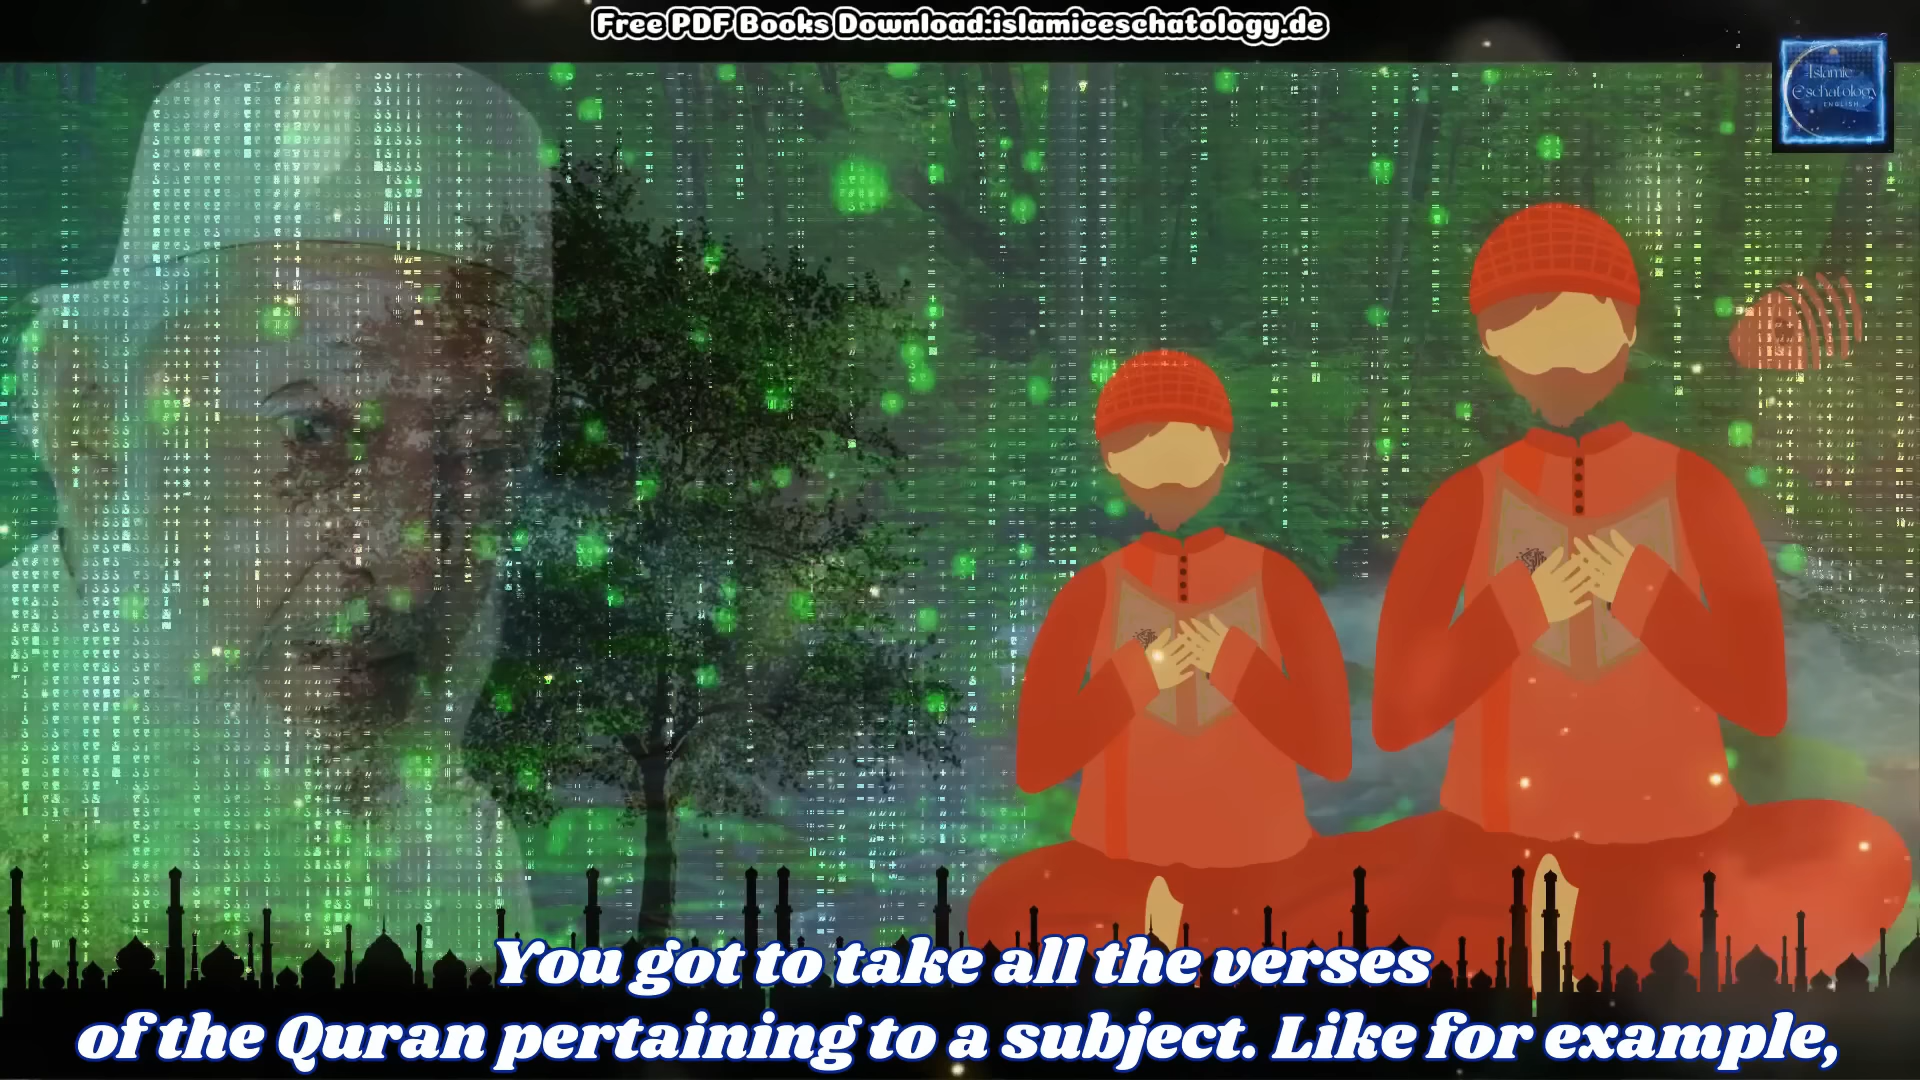 Free PDF Books Download:islamiceschatology.de
Islamic
Eschatology
ENGLISH
You got to take all the verses
of the Quran pertaining to a subject. Like for example,